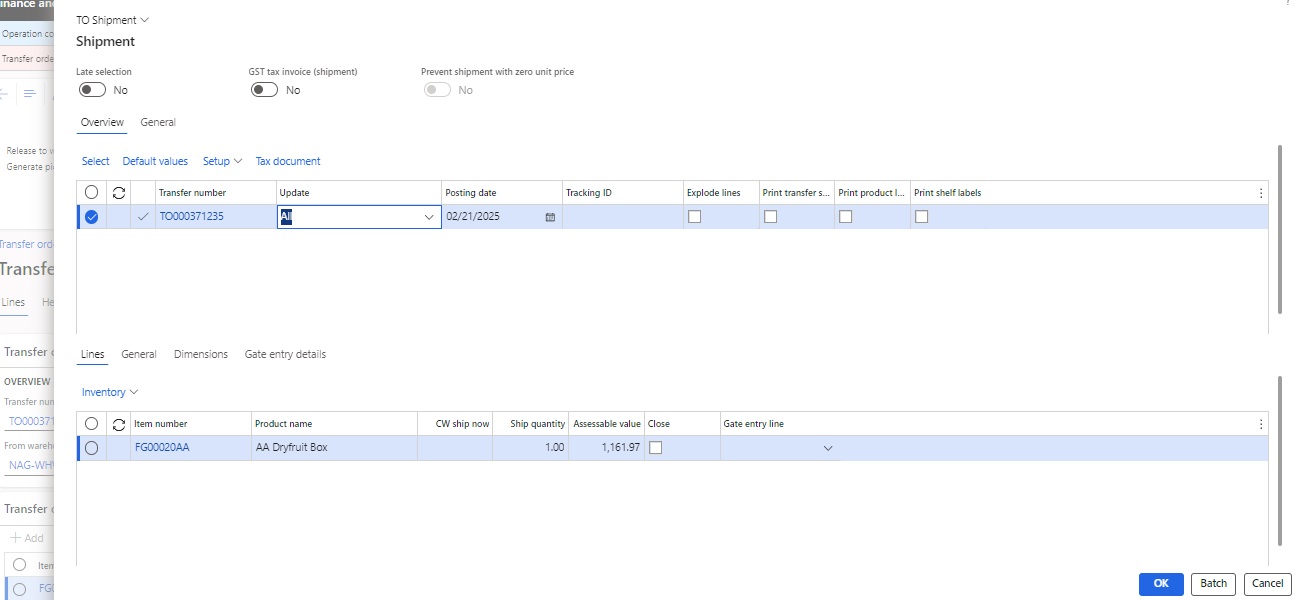 inance an
Operation co
Transfer orde
Release to v
Generate pi
Transfer ord
Transfe
Lines He
Transfer o
OVERVIEW
Transfer nun
TO00037
From wareh
NAG-WH
Transfer o
Add
Iten
FG
TO Shipment
Shipment
Late selection GST tax invoice (shipment) Prevent shipment with zero unit price
No No No
Overview General
Select Default values Setup Tax document
Transfer number Update Posting date Tracking ID Explode lines Print transfer s... Print product l... Print shelf labels
TO000371235 All 02/21/2025
Lines General Dimensions Gate entry details
Inventory
Item number Product name CW ship now Ship quantity Assessable value Close Gate entry line
FG00020AA AA Dryfruit Box 1.00 1,161.97
OK Batch Cancel